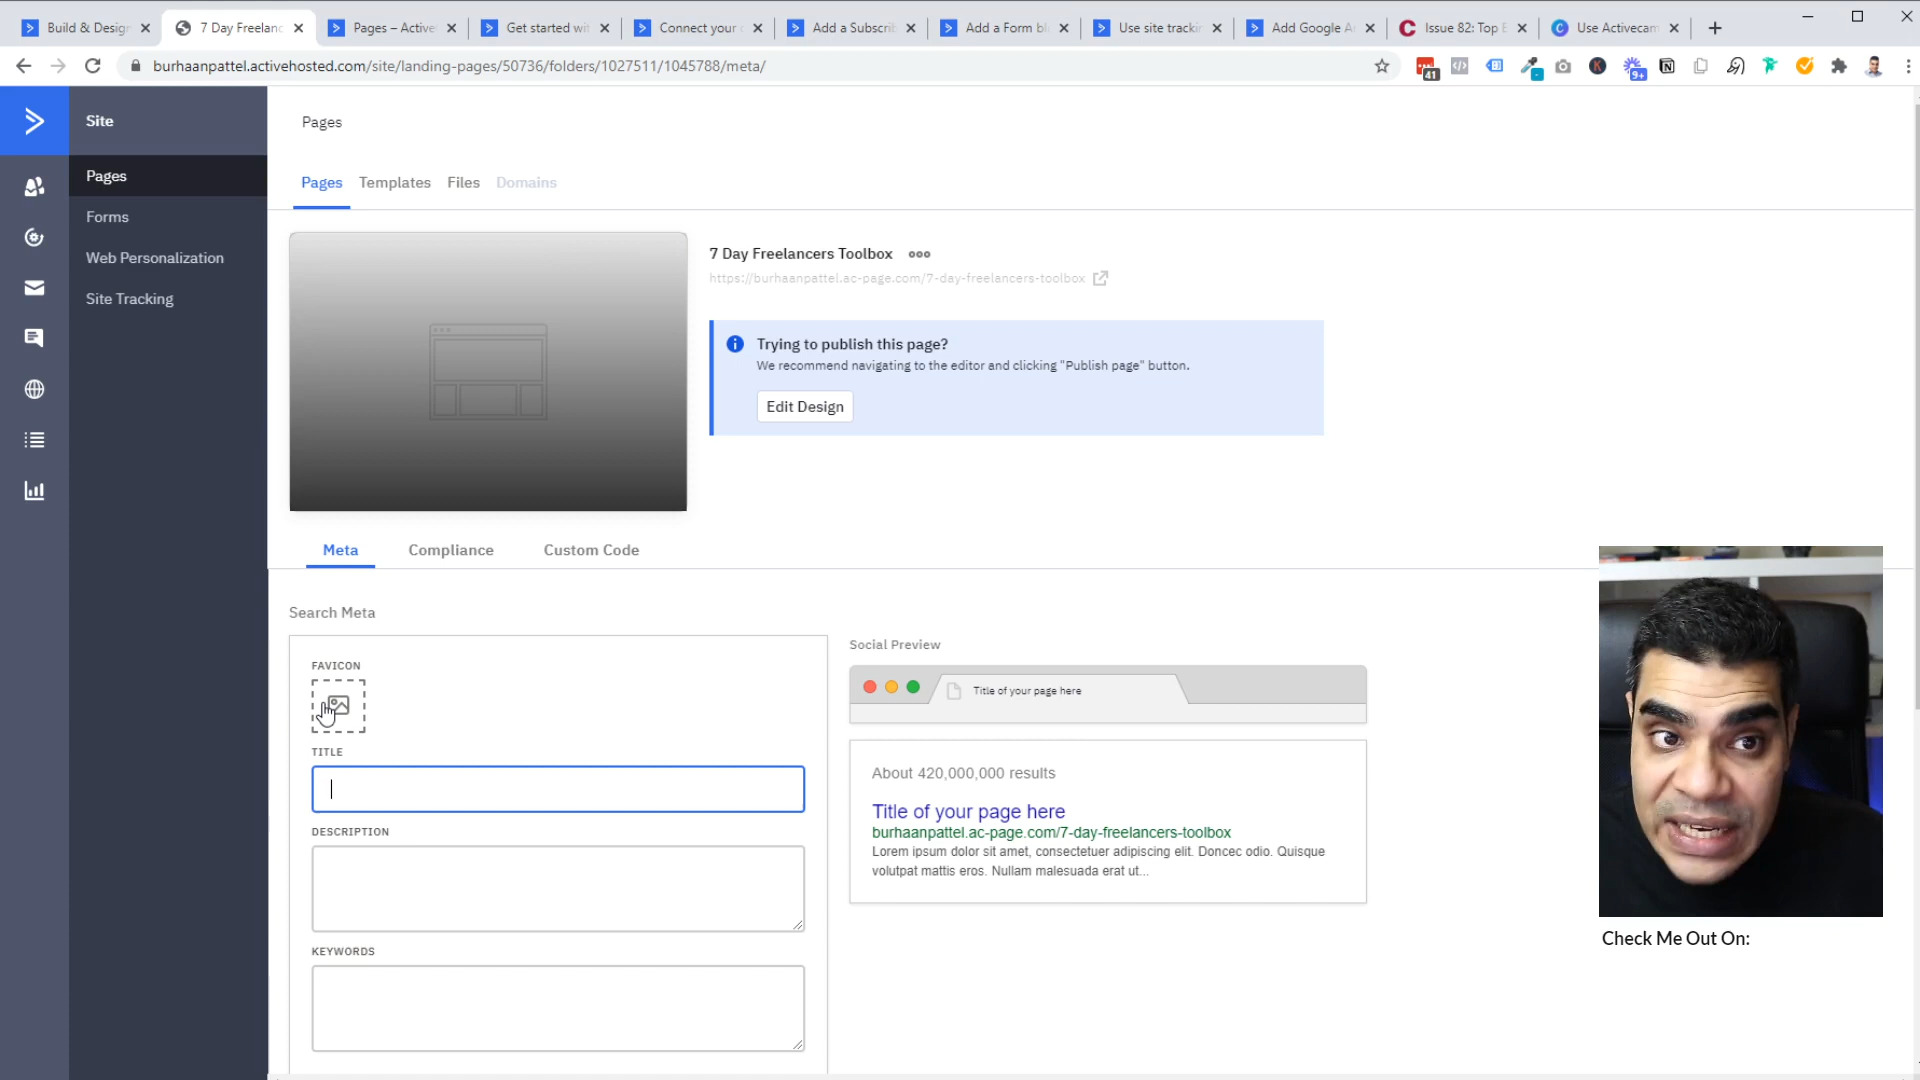 Build & Design
7 Day Freelanc
Pages – Active
Get started wit
Connect your
Add a Subscrib
Add a Form bl
Use site trackin
Add Google A
Issue 82: Top E
Use Activecam
burhaanpattel.activehosted.com/site/landing-pages/50736/folders/1027511/1045788/meta/
41
9+
Site
Pages
Forms
Web Personalization
Site Tracking
Pages
Pages
Templates
Files
Domains
7 Day Freelancers Toolbox
https://burhaanpattel.ac-page.com/7-day-freelancers-toolbox
Trying to publish this page?
We recommend navigating to the editor and clicking "Publish page" button.
Edit Design
Meta
Compliance
Custom Code
Search Meta
FAVICON
TITLE
DESCRIPTION
KEYWORDS
Social Preview
Title of your page here
About 420,000,000 results
Title of your page here
burhaanpattel.ac-page.com/7-day-freelancers-toolbox
Lorem ipsum dolor sit amet, consectetuer adipiscing elit. Donec odio. Quisque
volutpat mattis eros. Nullam malesuada erat ut...
Check Me Out On: